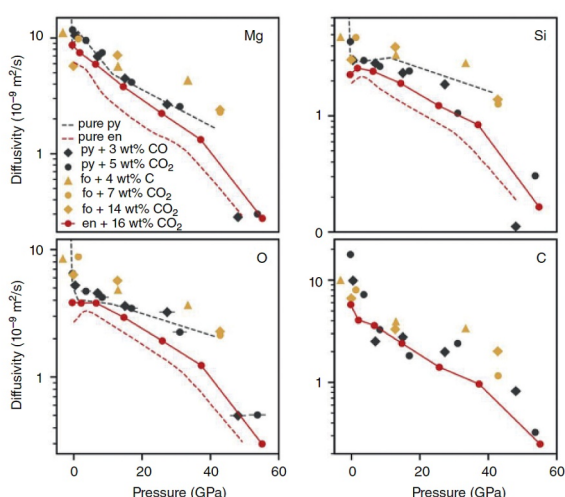 Mg
Si
10
1
Diffusivity (10⁻⁹ m²/s)
pure py
pure en
py + 3 wt% CO
py + 5 wt% CO₂
fo + 4 wt% C
fo + 7 wt% CO₂
fo + 14 wt% CO₂
en + 16 wt% CO₂
1
0
O
C
10
1
Diffusivity (10⁻⁹ m²/s)
10
1
0
20
40
60
0
20
40
60
Pressure (GPa)
Pressure (GPa)